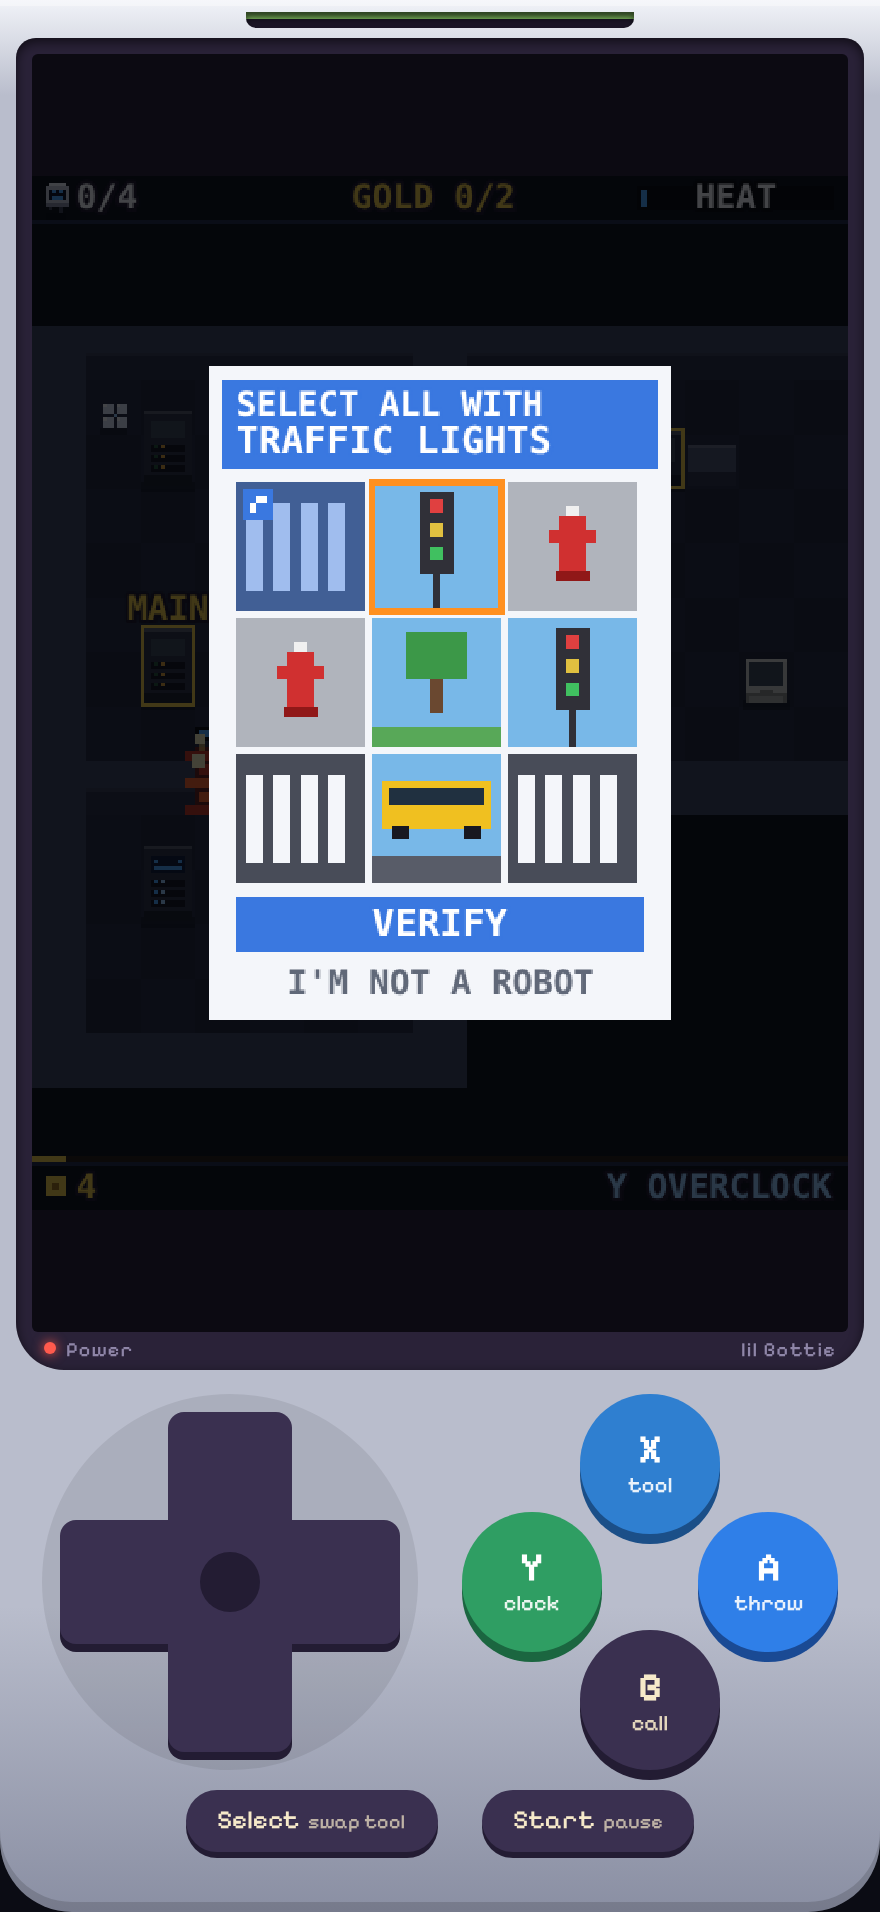 0/4 GOLD 0/2 HEAT
SELECT ALL WITH
TRAFFIC LIGHTS
MAIN
VERIFY
I'M NOT A ROBOT
4 Y OVERCLOCK
Power lil Bottie
X
tool
Y
clock
A
throw
B
call
Select swap tool
Start pause